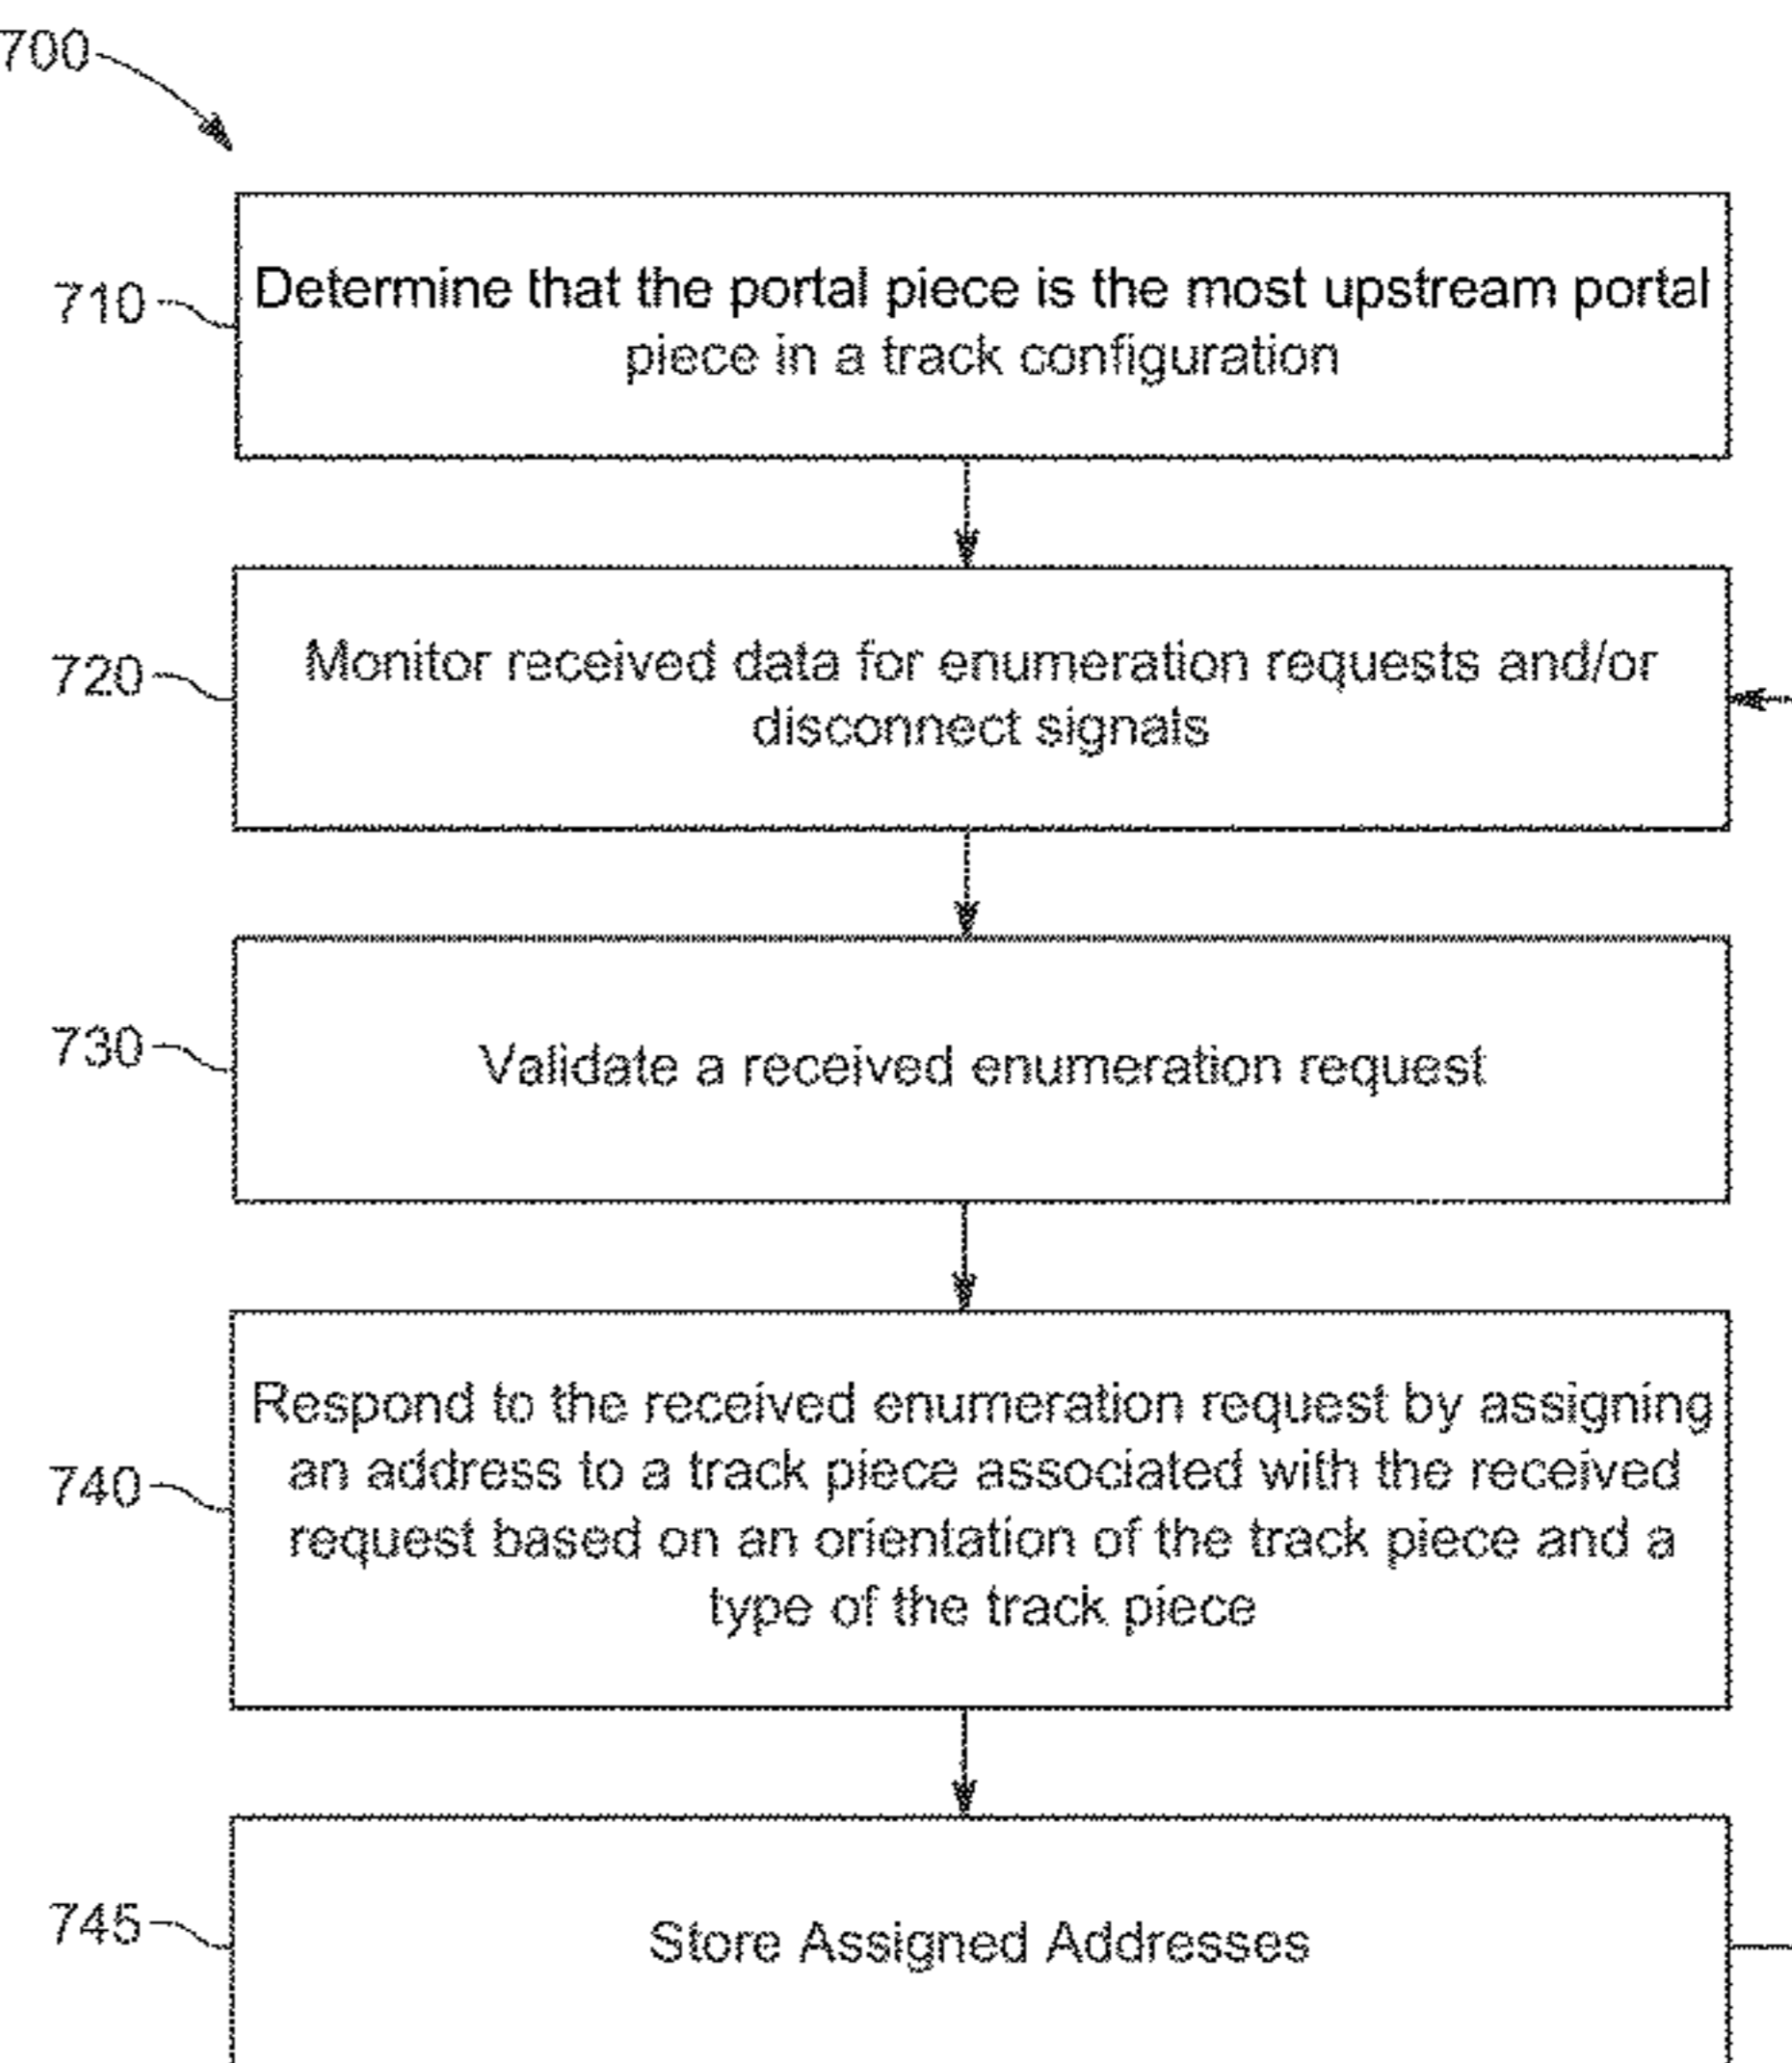 700
710
Determine that the portal piece is the most upstream portal
piece in a track configuration
720
Monitor received data for enumeration requests and/or
disconnect signals
730
Validate a received enumeration request
740
Respond to the received enumeration request by assigning
an address to a track piece associated with the received
request based on an orientation of the track piece and a
type of the track piece
745
Store Assigned Addresses